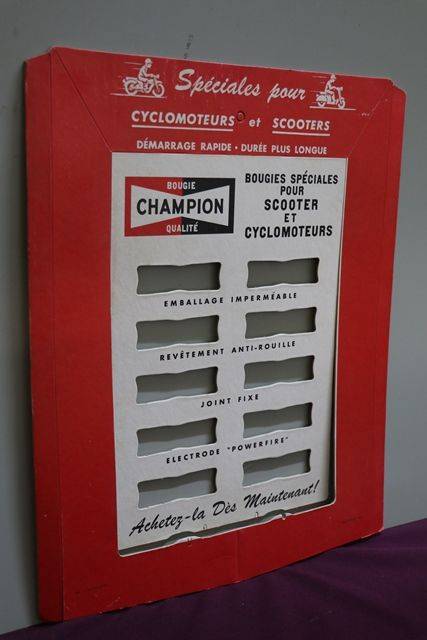 Spéciales pour
CYCLOMOTEURS et SCOOTERS
DÉMARRAGE RAPIDE • DURÉE PLUS LONGUE
BOUGIE
CHAMPION
QUALITÉ
BOUGIES SPÉCIALES
POUR
SCOOTER
ET
CYCLOMOTEURS
EMBALLAGE IMPERMÉABLE
REVÊTEMENT ANTI-ROUILLE
JOINT FIXE
ELECTRODE "POWERFIRE"
Achetez-la Dès Maintenant!